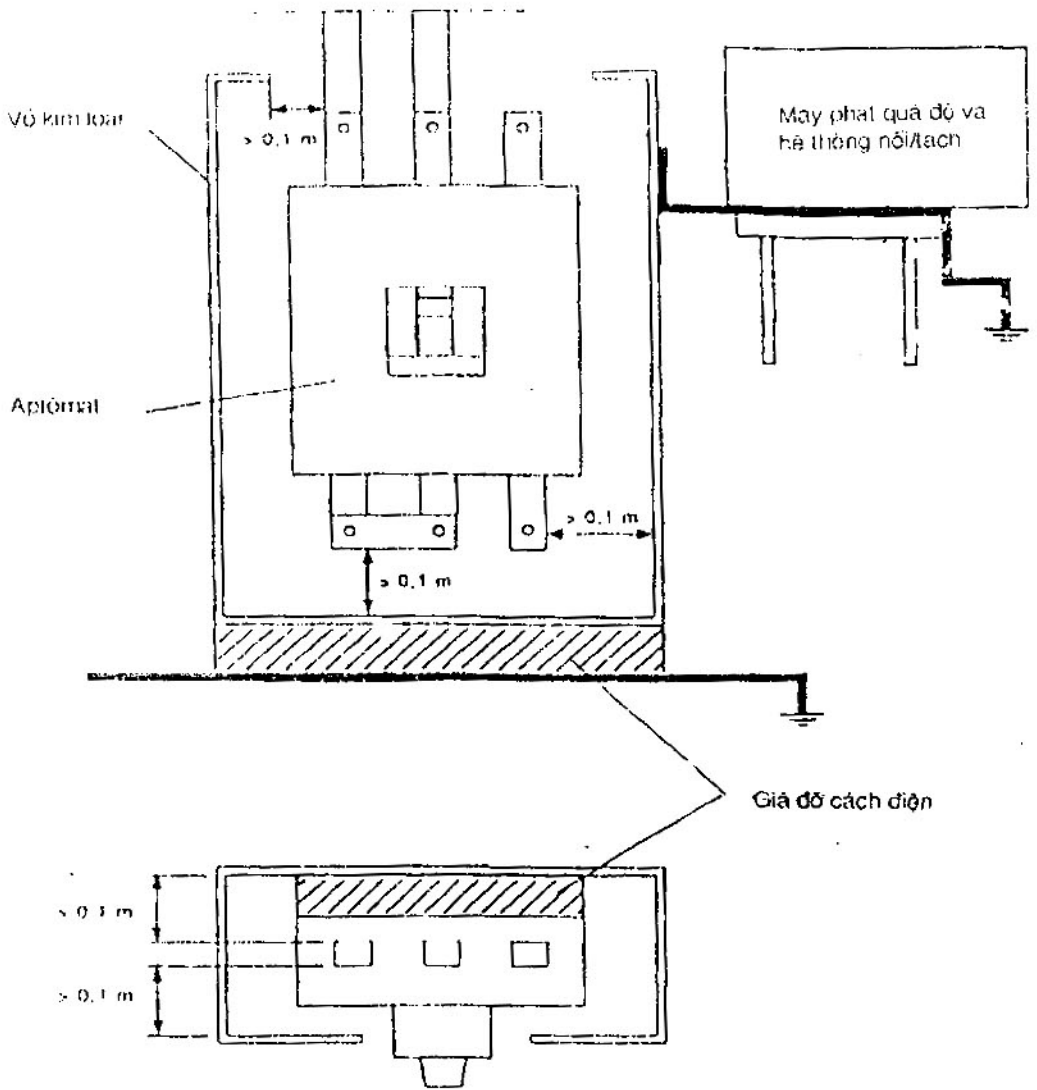 Vỏ kim loại
> 0,1 m
Máy phát quá độ và
hệ thống nối/tách
Áptômát
> 0,1 m
> 0,1 m
Giá đỡ cách điện
> 0,1 m
> 0,1 m